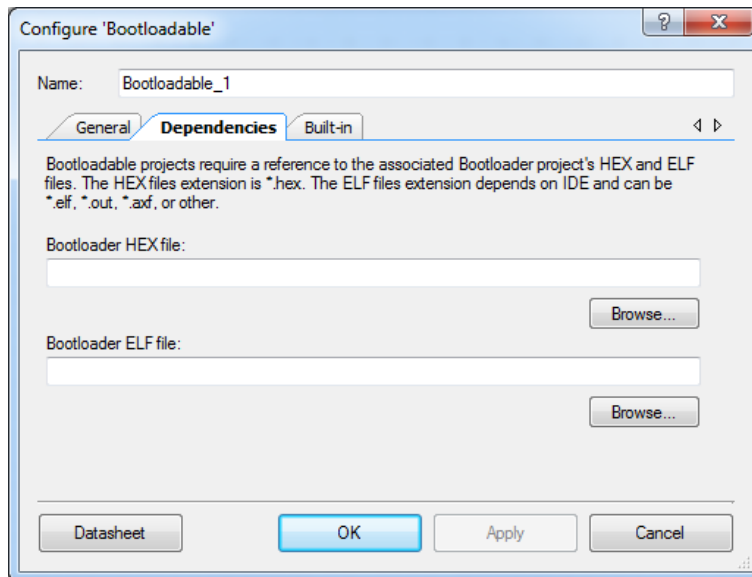 Configure 'Bootloadable'
Name: Bootloadable_1
General Dependencies Built-in
Bootloadable projects require a reference to the associated Bootloader project's HEX and ELF
files. The HEX files extension is *.hex. The ELF files extension depends on IDE and can be
*.elf, *.out, *.axf, or other.
Bootloader HEX file:
Browse...
Bootloader ELF file:
Browse...
Datasheet OK Apply Cancel